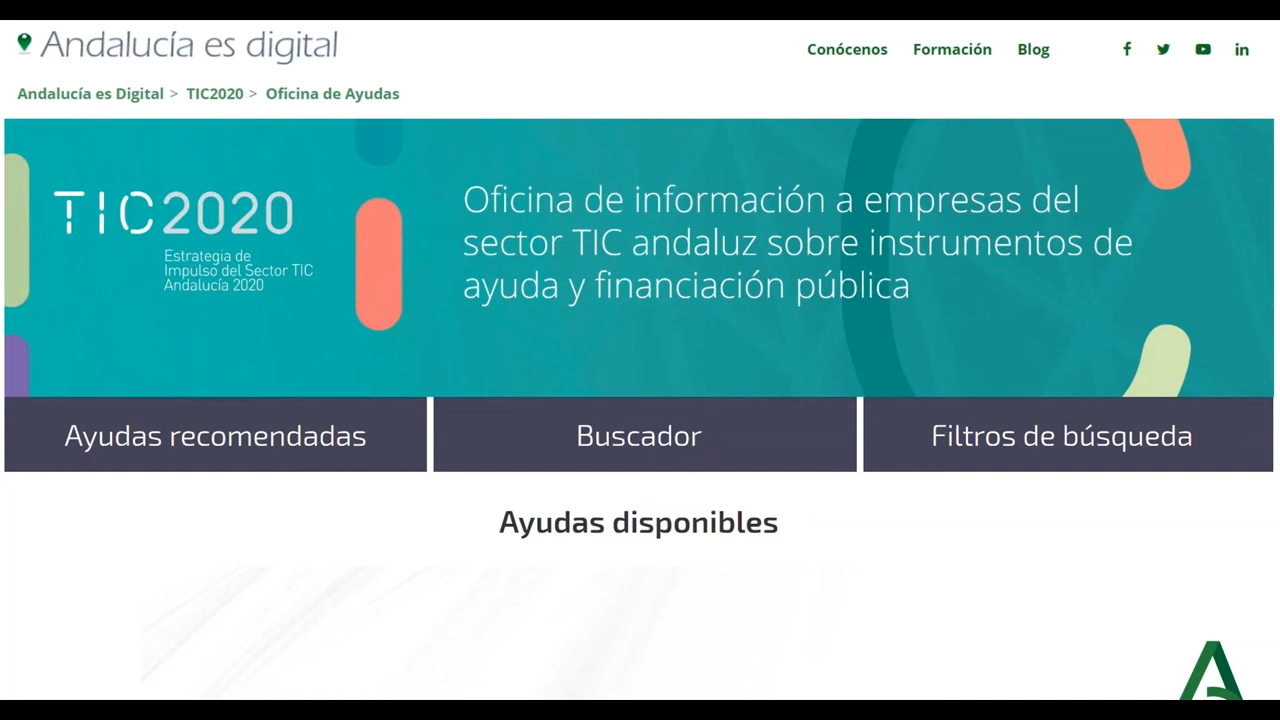 Andalucía es digital
Conócenos Formación Blog
Andalucía es Digital > TIC2020 > Oficina de Ayudas
TIC2020
Estrategia de
Impulso del Sector TIC
Andalucía 2020
Oficina de información a empresas del
sector TIC andaluz sobre instrumentos de
ayuda y financiación pública
Ayudas recomendadas
Buscador
Filtros de búsqueda
Ayudas disponibles